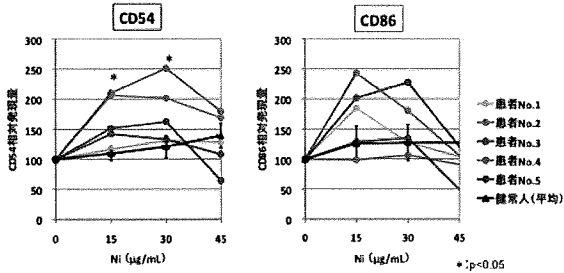 CD54
CD86
300
250
200
150
100
50
0
CD54相対発現量
0
15
30
45
Ni (μg/mL)
*
*
300
250
200
150
100
50
0
CD86相対発現量
0
15
30
45
Ni (μg/mL)
患者No.1
患者No.2
患者No.3
患者No.4
患者No.5
健常人(平均)
*:p<0.05